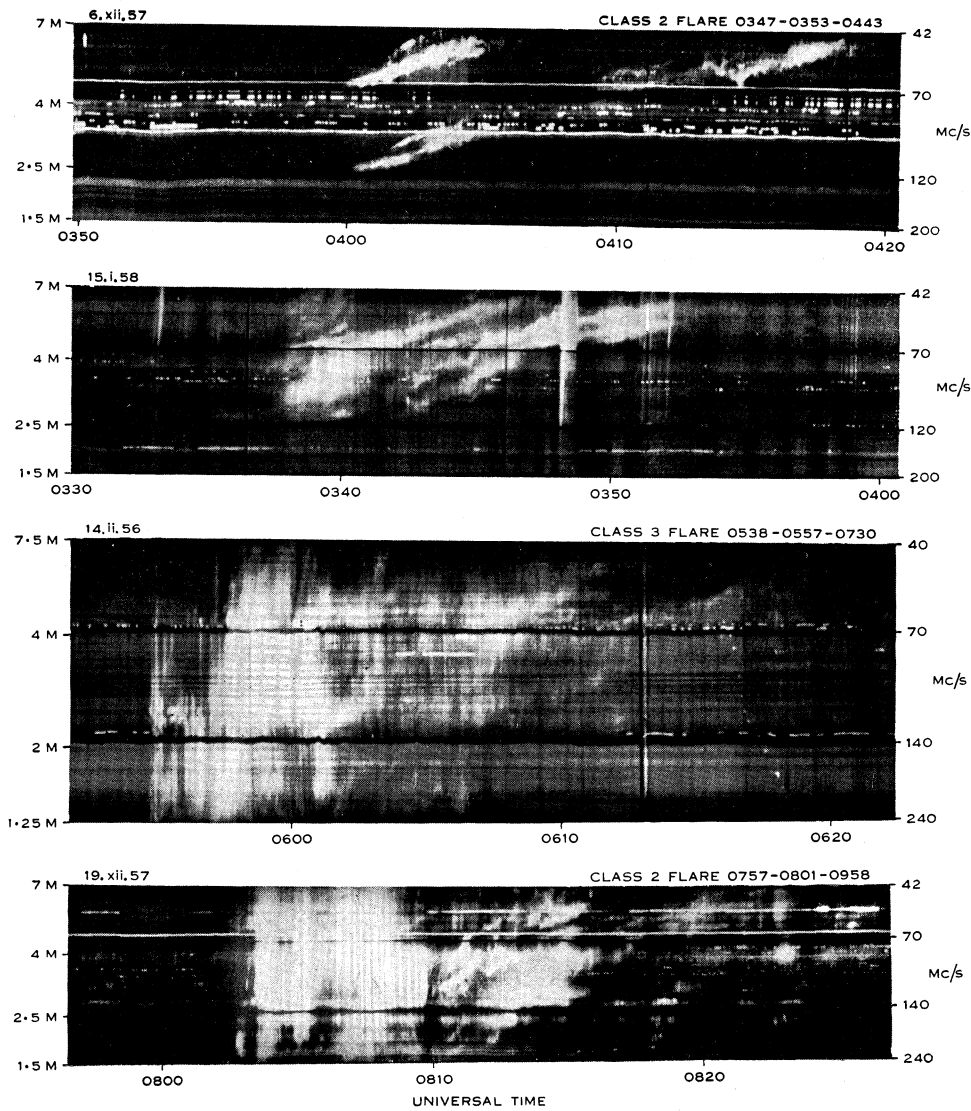 6.xii.57 CLASS 2 FLARE 0347-0353-0443
7 M 42
4 M 70
Mc/s
2·5 M 120
1·5 M 200
0350 0400 0410 0420
15.i.58
7 M 42
4 M 70
Mc/s
2·5 M 120
1·5 M 200
0330 0340 0350 0400
14.ii.56 CLASS 3 FLARE 0538-0557-0730
7·5 M 40
4 M 70
Mc/s
2 M 140
1·25 M 240
0600 0610 0620
19.xii.57 CLASS 2 FLARE 0757-0801-0958
7 M 42
4 M 70
Mc/s
2·5 M 140
1·5 M 240
0800 0810 0820
UNIVERSAL TIME